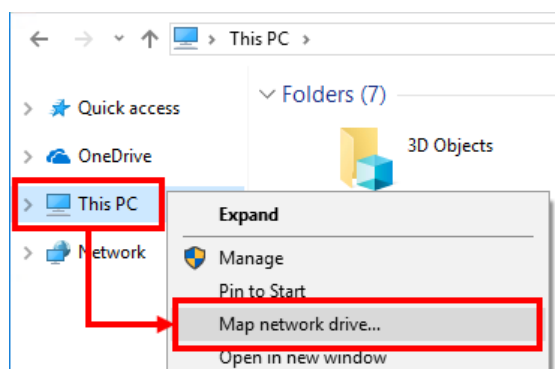 This PC
Folders (7)
Quick access
3D Objects
OneDrive
This PC
Expand
Network
Manage
Pin to Start
Map network drive...
Open in new window